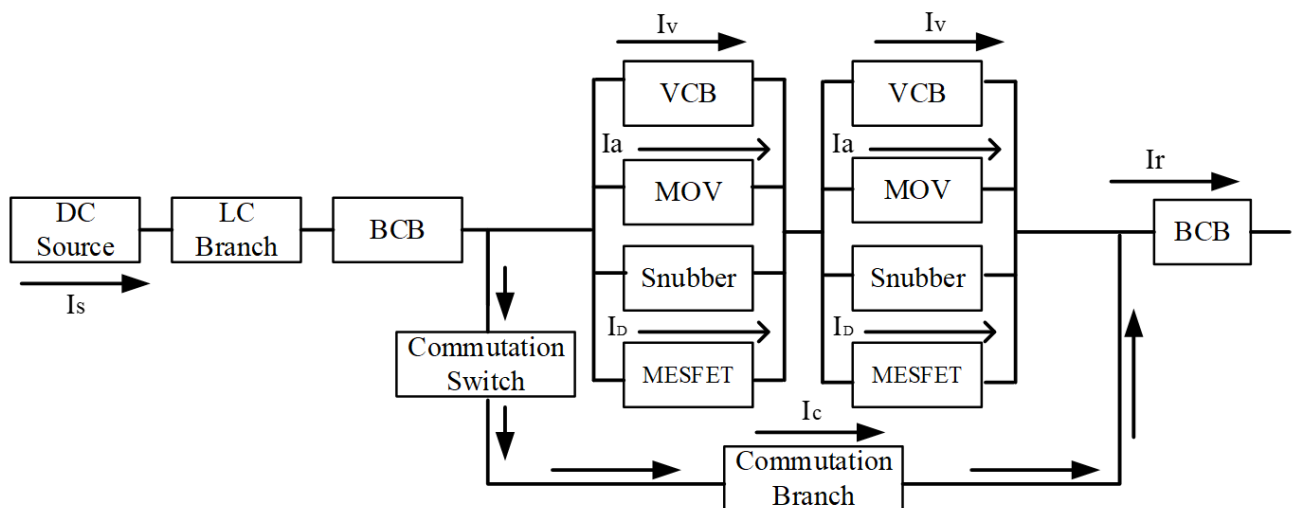 Iv
Iv
VCB
VCB
Ia
Ia
MOV
MOV
Ir
DC
Source
LC
Branch
BCB
BCB
Snubber
Snubber
Is
ID
ID
Commutation
Switch
MESFET
MESFET
Ic
Commutation
Branch